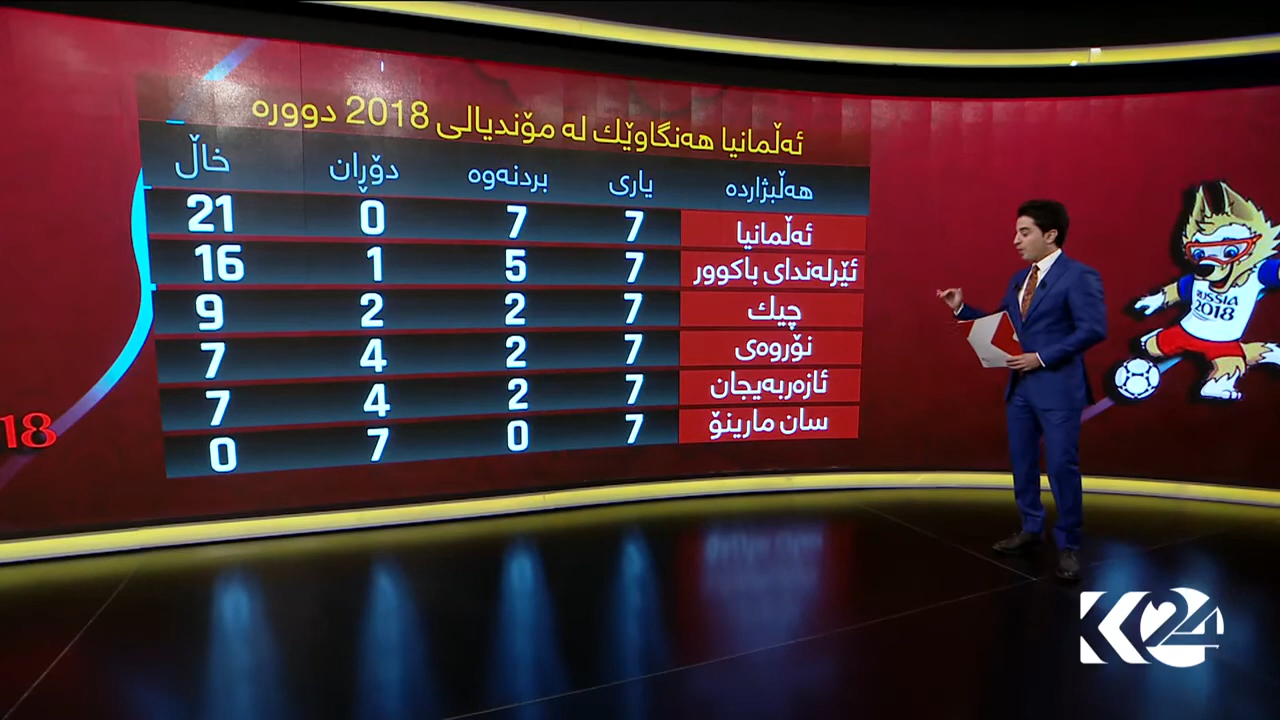 ئەڵمانیا هەنگاوێك لە مۆندیالی 2018 دوورە
هەڵبژاردە یاری بردنەوە دۆڕان خاڵ
ئەڵمانیا 7 7 0 21
ئێرلەندای باکوور 7 5 1 16
چیك 7 2 2 9
نۆروەی 7 2 4 7
ئازەربەیجان 7 2 4 7
سان مارینۆ 7 0 7 0
18
RUSSIA
2018
K24